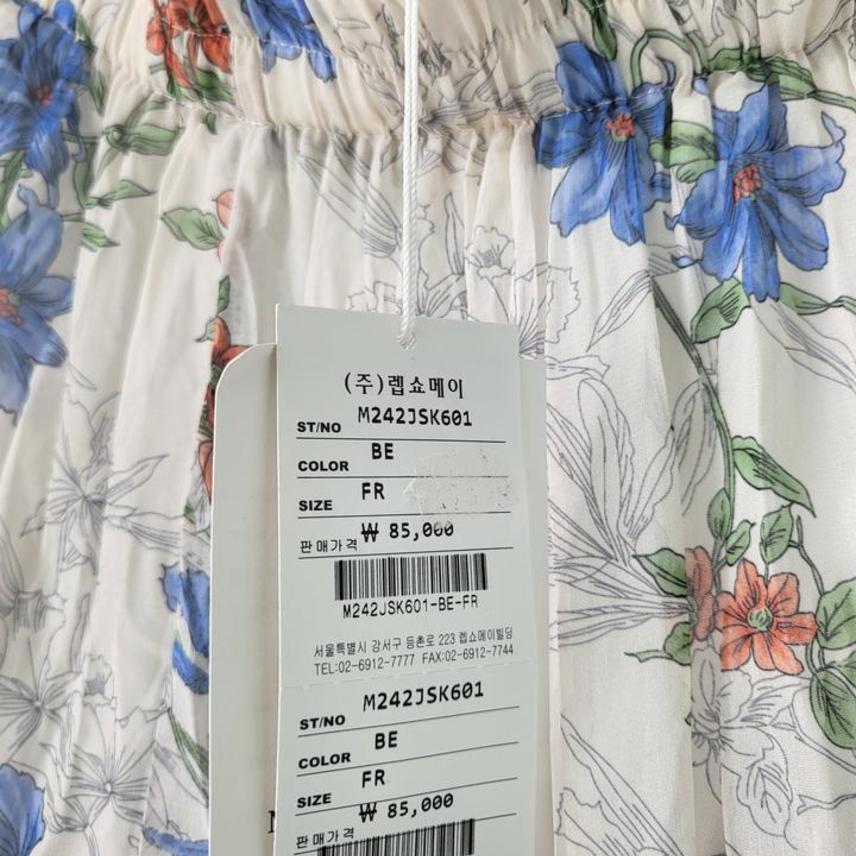 (주)렙쇼메이
ST/NO M242JSK601
COLOR BE
SIZE FR
판매가격 ₩ 85,000
M242JSK601-BE-FR
서울특별시 강서구 등촌로 223 렙쇼메이빌딩
TEL:02-6912-7777 FAX:02-6912-7744
ST/NO M242JSK601
COLOR BE
SIZE FR
판매가격 ₩ 85,000